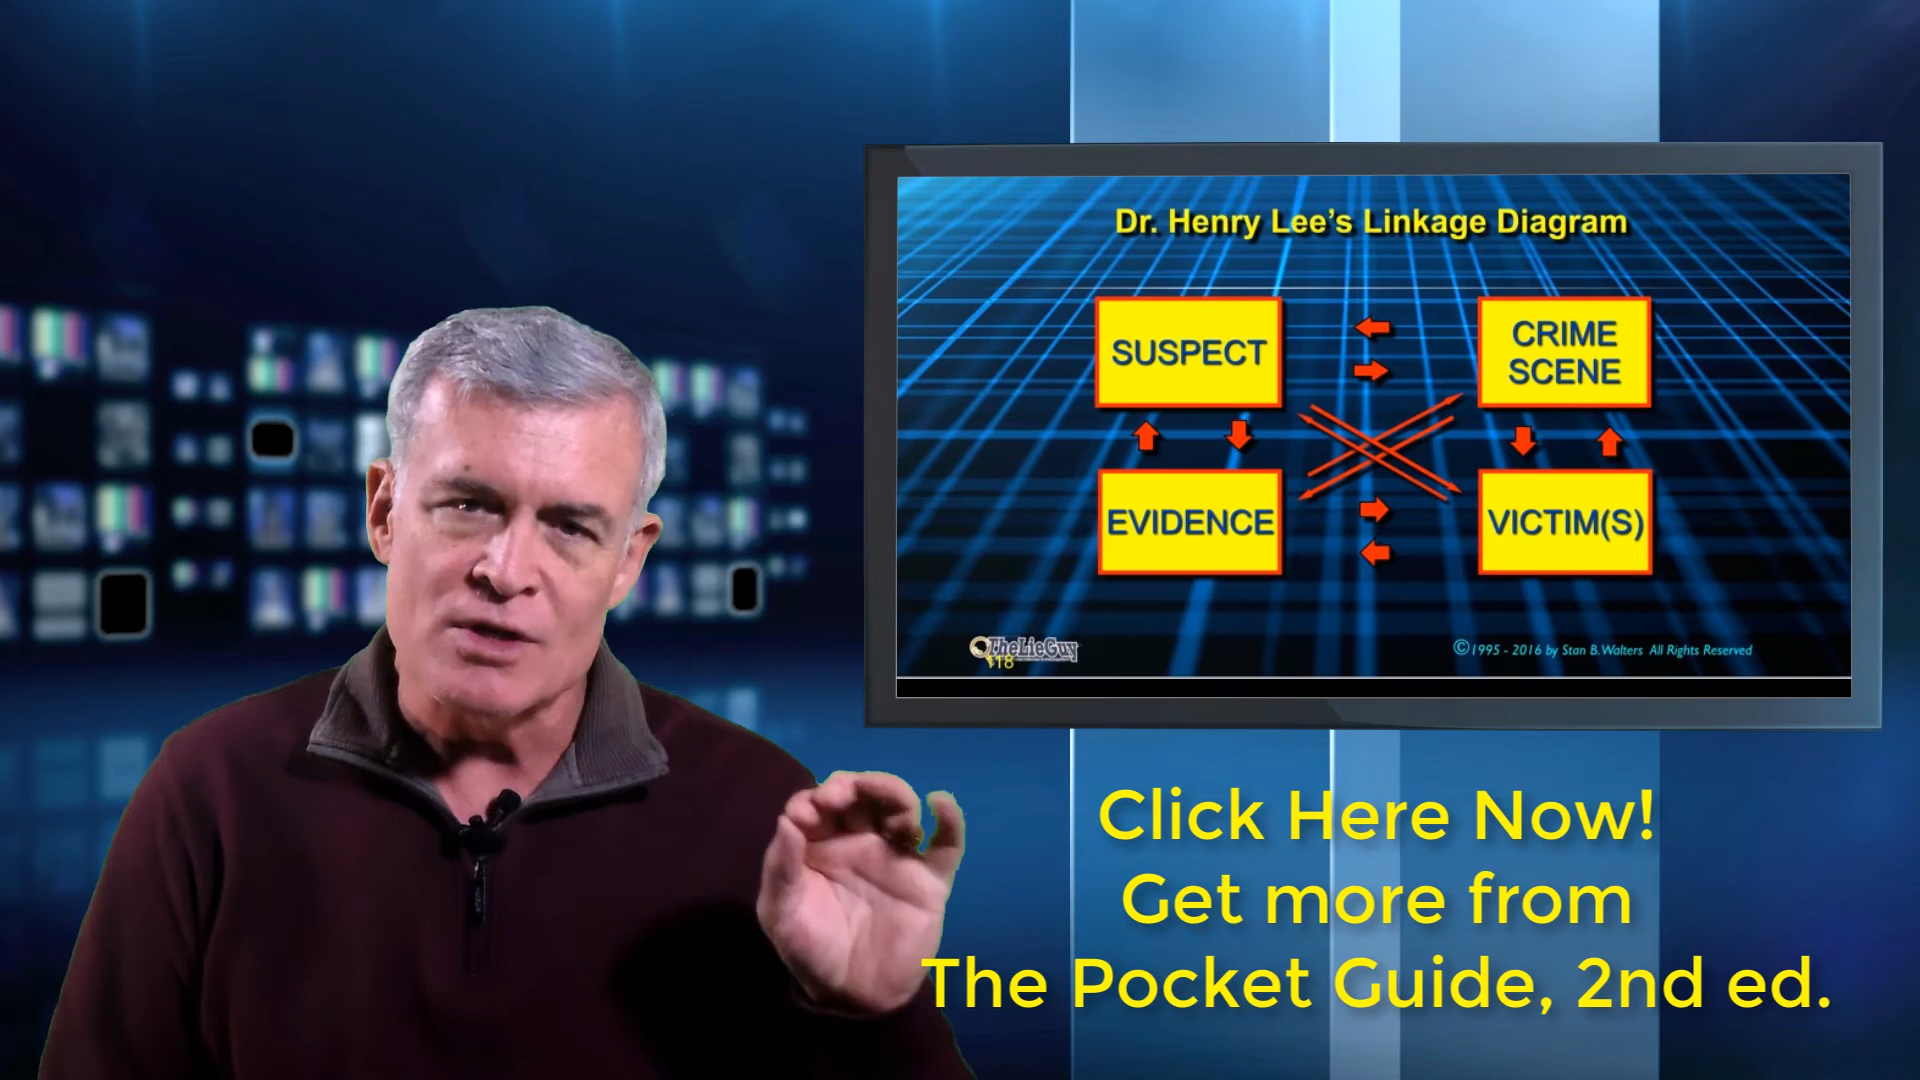 Dr. Henry Lee's Linkage Diagram
SUSPECT
CRIME
SCENE
EVIDENCE
VICTIM(S)
TheLieGuy
118
©1995 - 2016 by Stan B. Walters All Rights Reserved
Click Here Now!
Get more from
The Pocket Guide, 2nd ed.